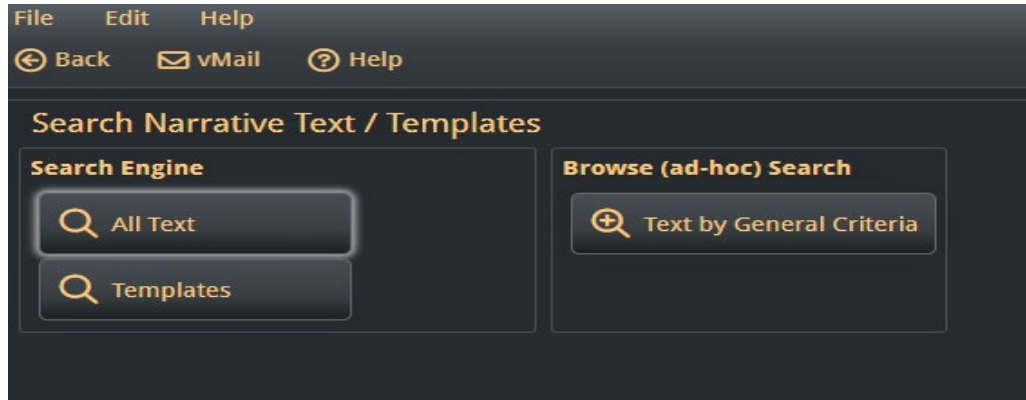 File Edit Help
Back vMail Help
Search Narrative Text / Templates
Search Engine
All Text
Templates
Browse (ad-hoc) Search
Text by General Criteria